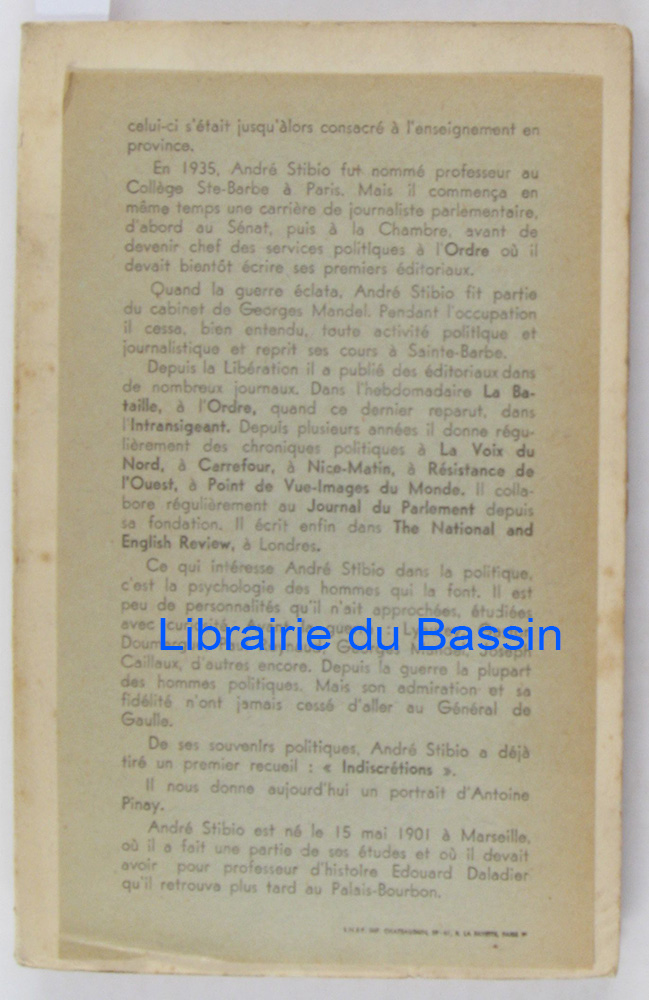 celui-ci s'était jusqu'àlors consacré à l'enseignement en
province.
En 1935, André Stibio fut nommé professeur au
Collège Ste-Barbe à Paris. Mais il commença en
même temps une carrière de journaliste parlementaire,
d'abord au Sénat, puis à la Chambre, avant de
devenir chef des services politiques à l'Ordre où il
devait bientôt écrire ses premiers éditoriaux.
Quand la guerre éclata, André Stibio fit partie
du cabinet de Georges Mandel. Pendant l'occupation
il cessa, bien entendu, toute activité politique et
journalistique et reprit ses cours à Sainte-Barbe.
Depuis la Libération il a publié des éditoriaux dans
de nombreux journaux. Dans l'hebdomadaire La Ba-
taille, à l'Ordre, quand ce dernier reparut, dans
l'Intransigeant. Depuis plusieurs années il donne régu-
lièrement des chroniques politiques à La Voix du
Nord, à Carrefour, à Nice-Matin, à Résistance de
l'Ouest, à Point de Vue-Images du Monde. Il colla-
bore régulièrement au Journal du Parlement depuis
sa fondation. Il écrit enfin dans The National and
English Review, à Londres.
Ce qui intéresse André Stibio dans la politique,
c'est la psychologie des hommes qui la font. Il est
peu de personnalités qu'il n'ait approchées, étudiées
avec curiosité. Avant la guerre :
Librairie du Bassin
Georges Mandel, Joseph
Caillaux, d'autres encore. Depuis la guerre la plupart
des hommes politiques. Mais son admiration et sa
fidélité n'ont jamais cessé d'aller au Général de
Gaulle.
De ses souvenirs politiques, André Stibio a déjà
tiré un premier recueil : « Indiscrétions ».
Il nous donne aujourd'hui un portrait d'Antoine
Pinay.
André Stibio est né le 15 mai 1901 à Marseille,
où il a fait une partie de ses études et où il devait
avoir pour professeur d'histoire Edouard Daladier
qu'il retrouva plus tard au Palais-Bourbon.